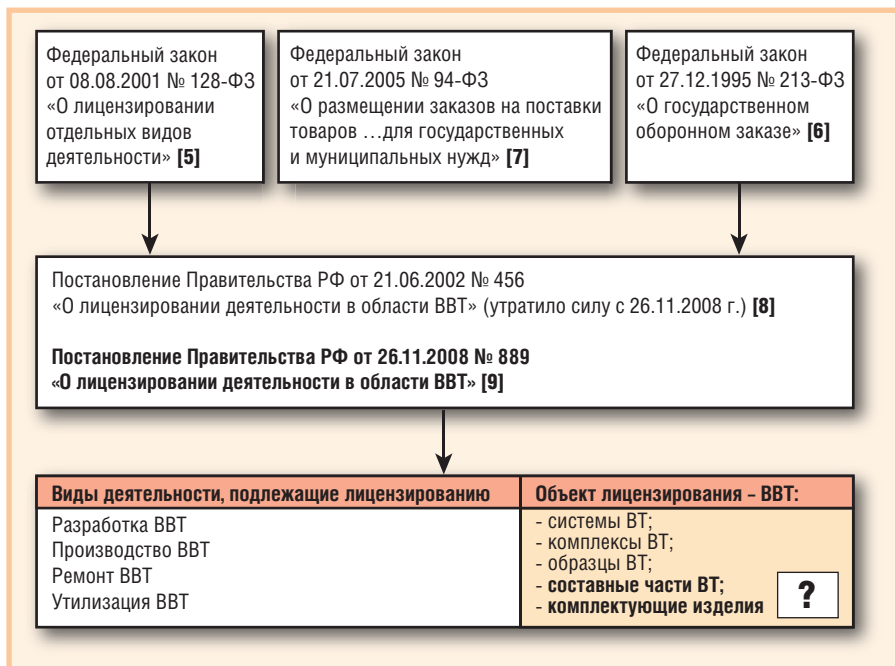 Федеральный закон
от 08.08.2001 № 128-ФЗ
«О лицензировании
отдельных видов
деятельности» [5]
Федеральный закон
от 21.07.2005 № 94-ФЗ
«О размещении заказов на поставки
товаров …для государственных
и муниципальных нужд» [7]
Федеральный закон
от 27.12.1995 № 213-ФЗ
«О государственном
оборонном заказе» [6]
Постановление Правительства РФ от 21.06.2002 № 456
«О лицензировании деятельности в области ВВТ» (утратило силу с 26.11.2008 г.) [8]
Постановление Правительства РФ от 26.11.2008 № 889
«О лицензировании деятельности в области ВВТ» [9]
Виды деятельности, подлежащие лицензированию
Разработка ВВТ
Производство ВВТ
Ремонт ВВТ
Утилизация ВВТ
Объект лицензирования – ВВТ:
- системы ВТ;
- комплексы ВТ;
- образцы ВТ;
- составные части ВТ;
- комплектующие изделия
?